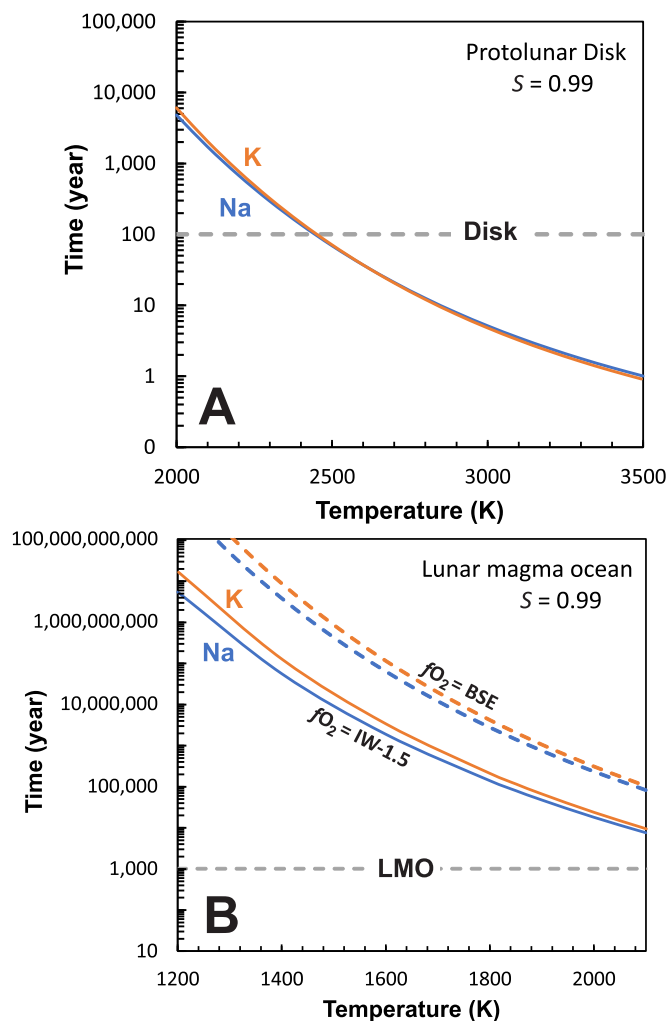 100,000
10,000
1,000
100
10
1
0
Time (year)
Protolunar Disk
S = 0.99
K
Na
Disk
A
2000
2500
3000
3500
Temperature (K)
100,000,000,000
1,000,000,000
10,000,000
100,000
1,000
10
Time (year)
Lunar magma ocean
S = 0.99
K
Na
fO₂ = BSE
fO₂ = IW-1.5
LMO
B
1200
1400
1600
1800
2000
Temperature (K)